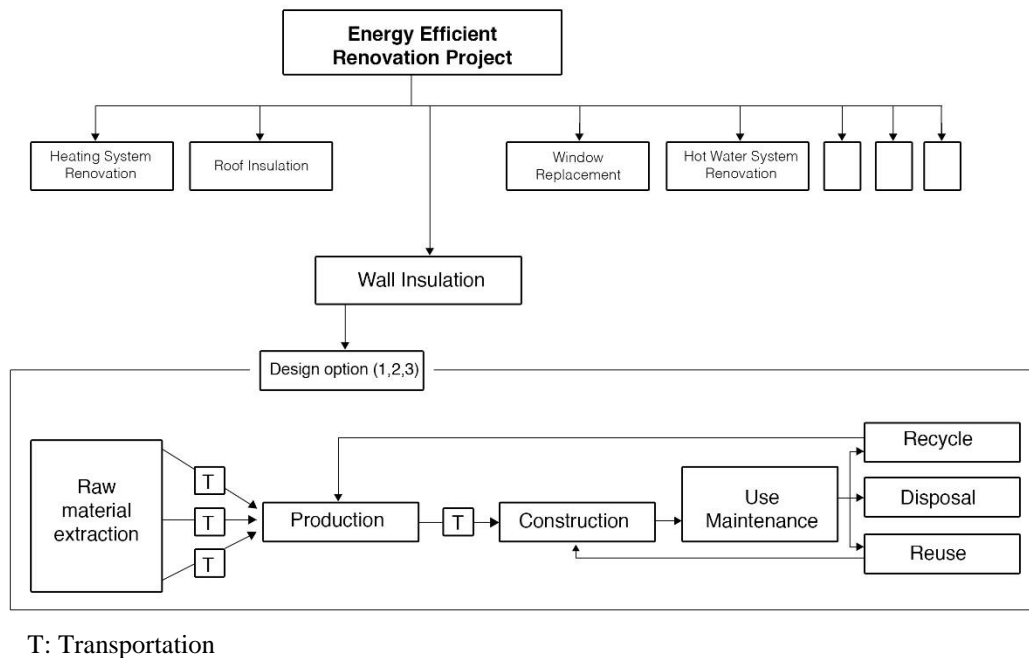 Energy Efficient
Renovation Project
Heating System
Renovation
Roof Insulation
Window
Replacement
Hot Water System
Renovation
Wall Insulation
Design option (1,2,3)
Raw
material
extraction
T
T
T
Production
T
Construction
Use
Maintenance
Recycle
Disposal
Reuse
T: Transportation